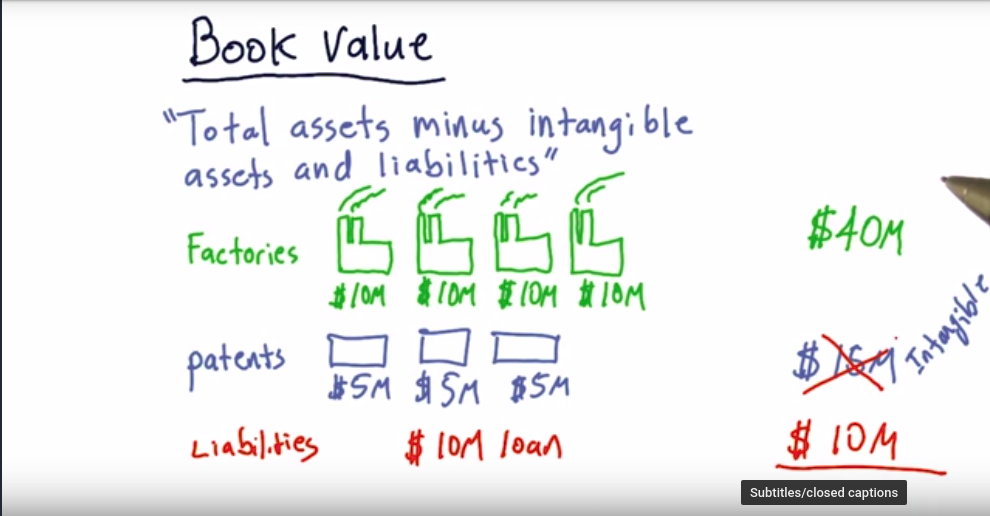 Book Value
"Total assets minus intangible
assets and liabilities"
Factories
$10M $10M $10M $10M
$40M
patents
$5M $5M $5M
$15M Intangible
Liabilities $10M loan $10M
Subtitles/closed captions